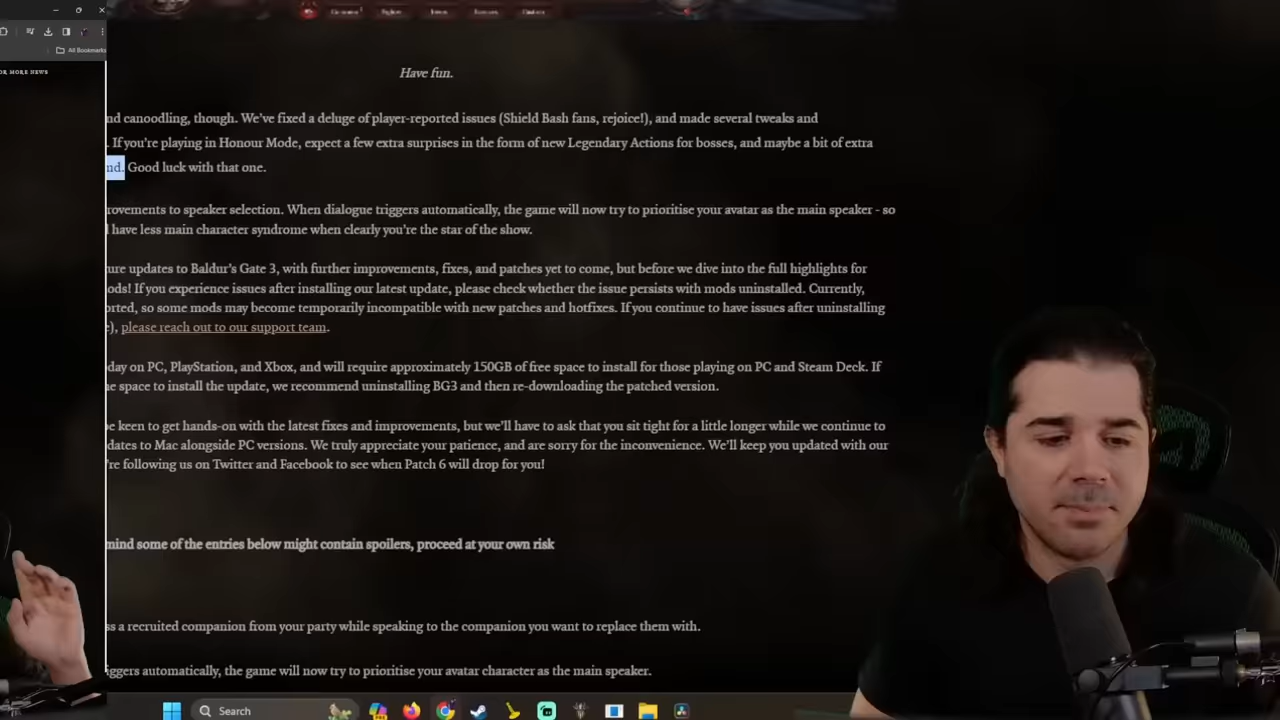 All Bookmarks
OR MORE NEWS
Have fun.
nd canoodling, though. We've fixed a deluge of player-reported issues (Shield Bash fans, rejoice!), and made several tweaks and
. If you're playing in Honour Mode, expect a few extra surprises in the form of new Legendary Actions for bosses, and maybe a bit of extra
nd. Good luck with that one.
rovements to speaker selection. When dialogue triggers automatically, the game will now try to prioritise your avatar as the main speaker - so
l have less main character syndrome when clearly you're the star of the show.
ure updates to Baldur's Gate 3, with further improvements, fixes, and patches yet to come, but before we dive into the full highlights for
ods! If you experience issues after installing our latest update, please check whether the issue persists with mods uninstalled. Currently,
orted, so some mods may become temporarily incompatible with new patches and hotfixes. If you continue to have issues after uninstalling
e), please reach out to our support team.
day on PC, PlayStation, and Xbox, and will require approximately 150GB of free space to install for those playing on PC and Steam Deck. If
he space to install the update, we recommend uninstalling BG3 and then re-downloading the patched version.
be keen to get hands-on with the latest fixes and improvements, but we'll have to ask that you sit tight for a little longer while we continue to
dates to Mac alongside PC versions. We truly appreciate your patience, and are sorry for the inconvenience. We'll keep you updated with our
're following us on Twitter and Facebook to see when Patch 6 will drop for you!
mind some of the entries below might contain spoilers, proceed at your own risk
ss a recruited companion from your party while speaking to the companion you want to replace them with.
iggers automatically, the game will now try to prioritise your avatar character as the main speaker.
Search